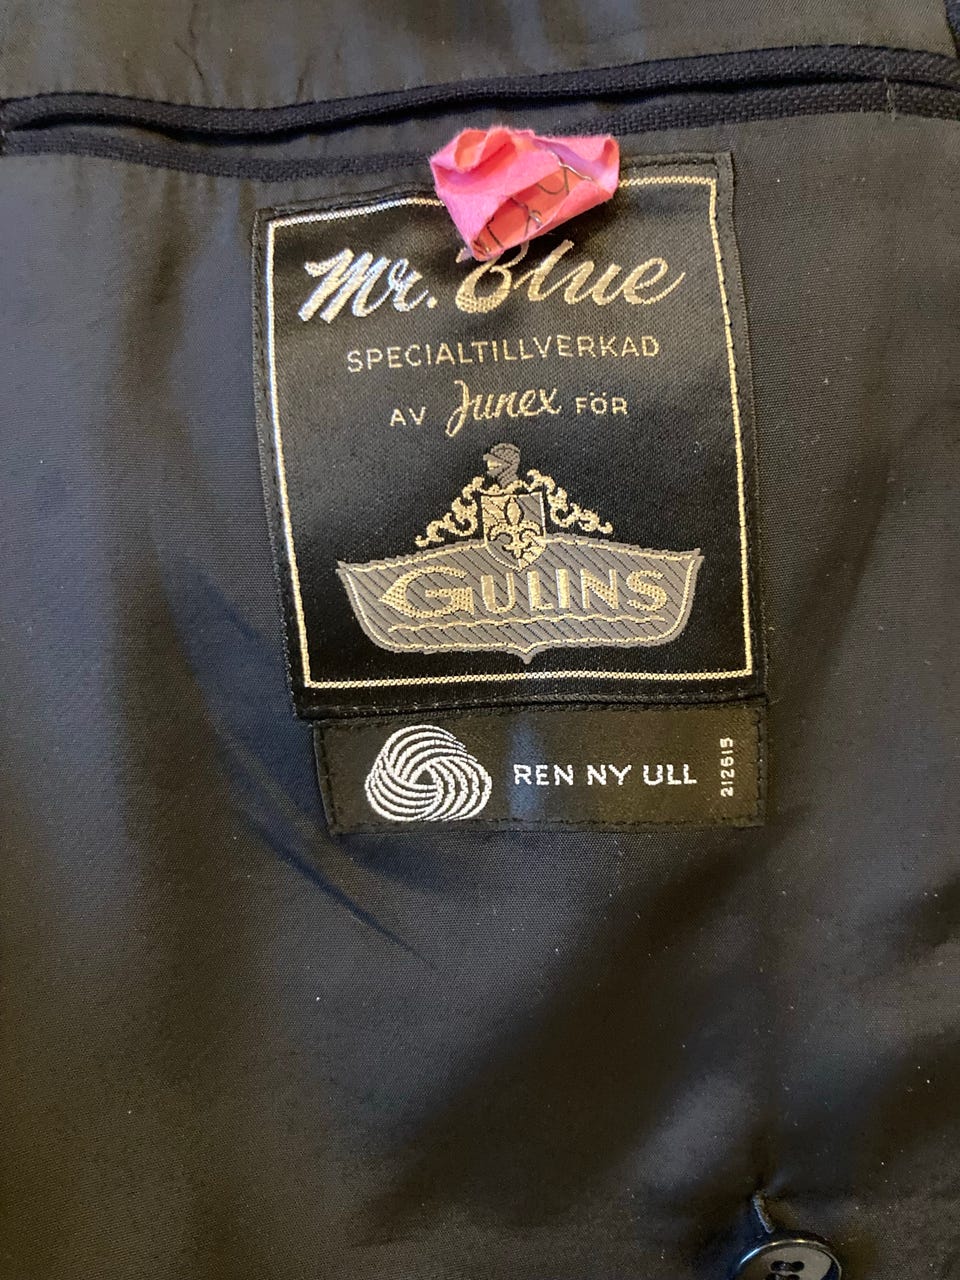 Mr. Blue
SPECIALTILLVERKAD
AV Junex FÖR
GULINS
REN NY ULL
212615